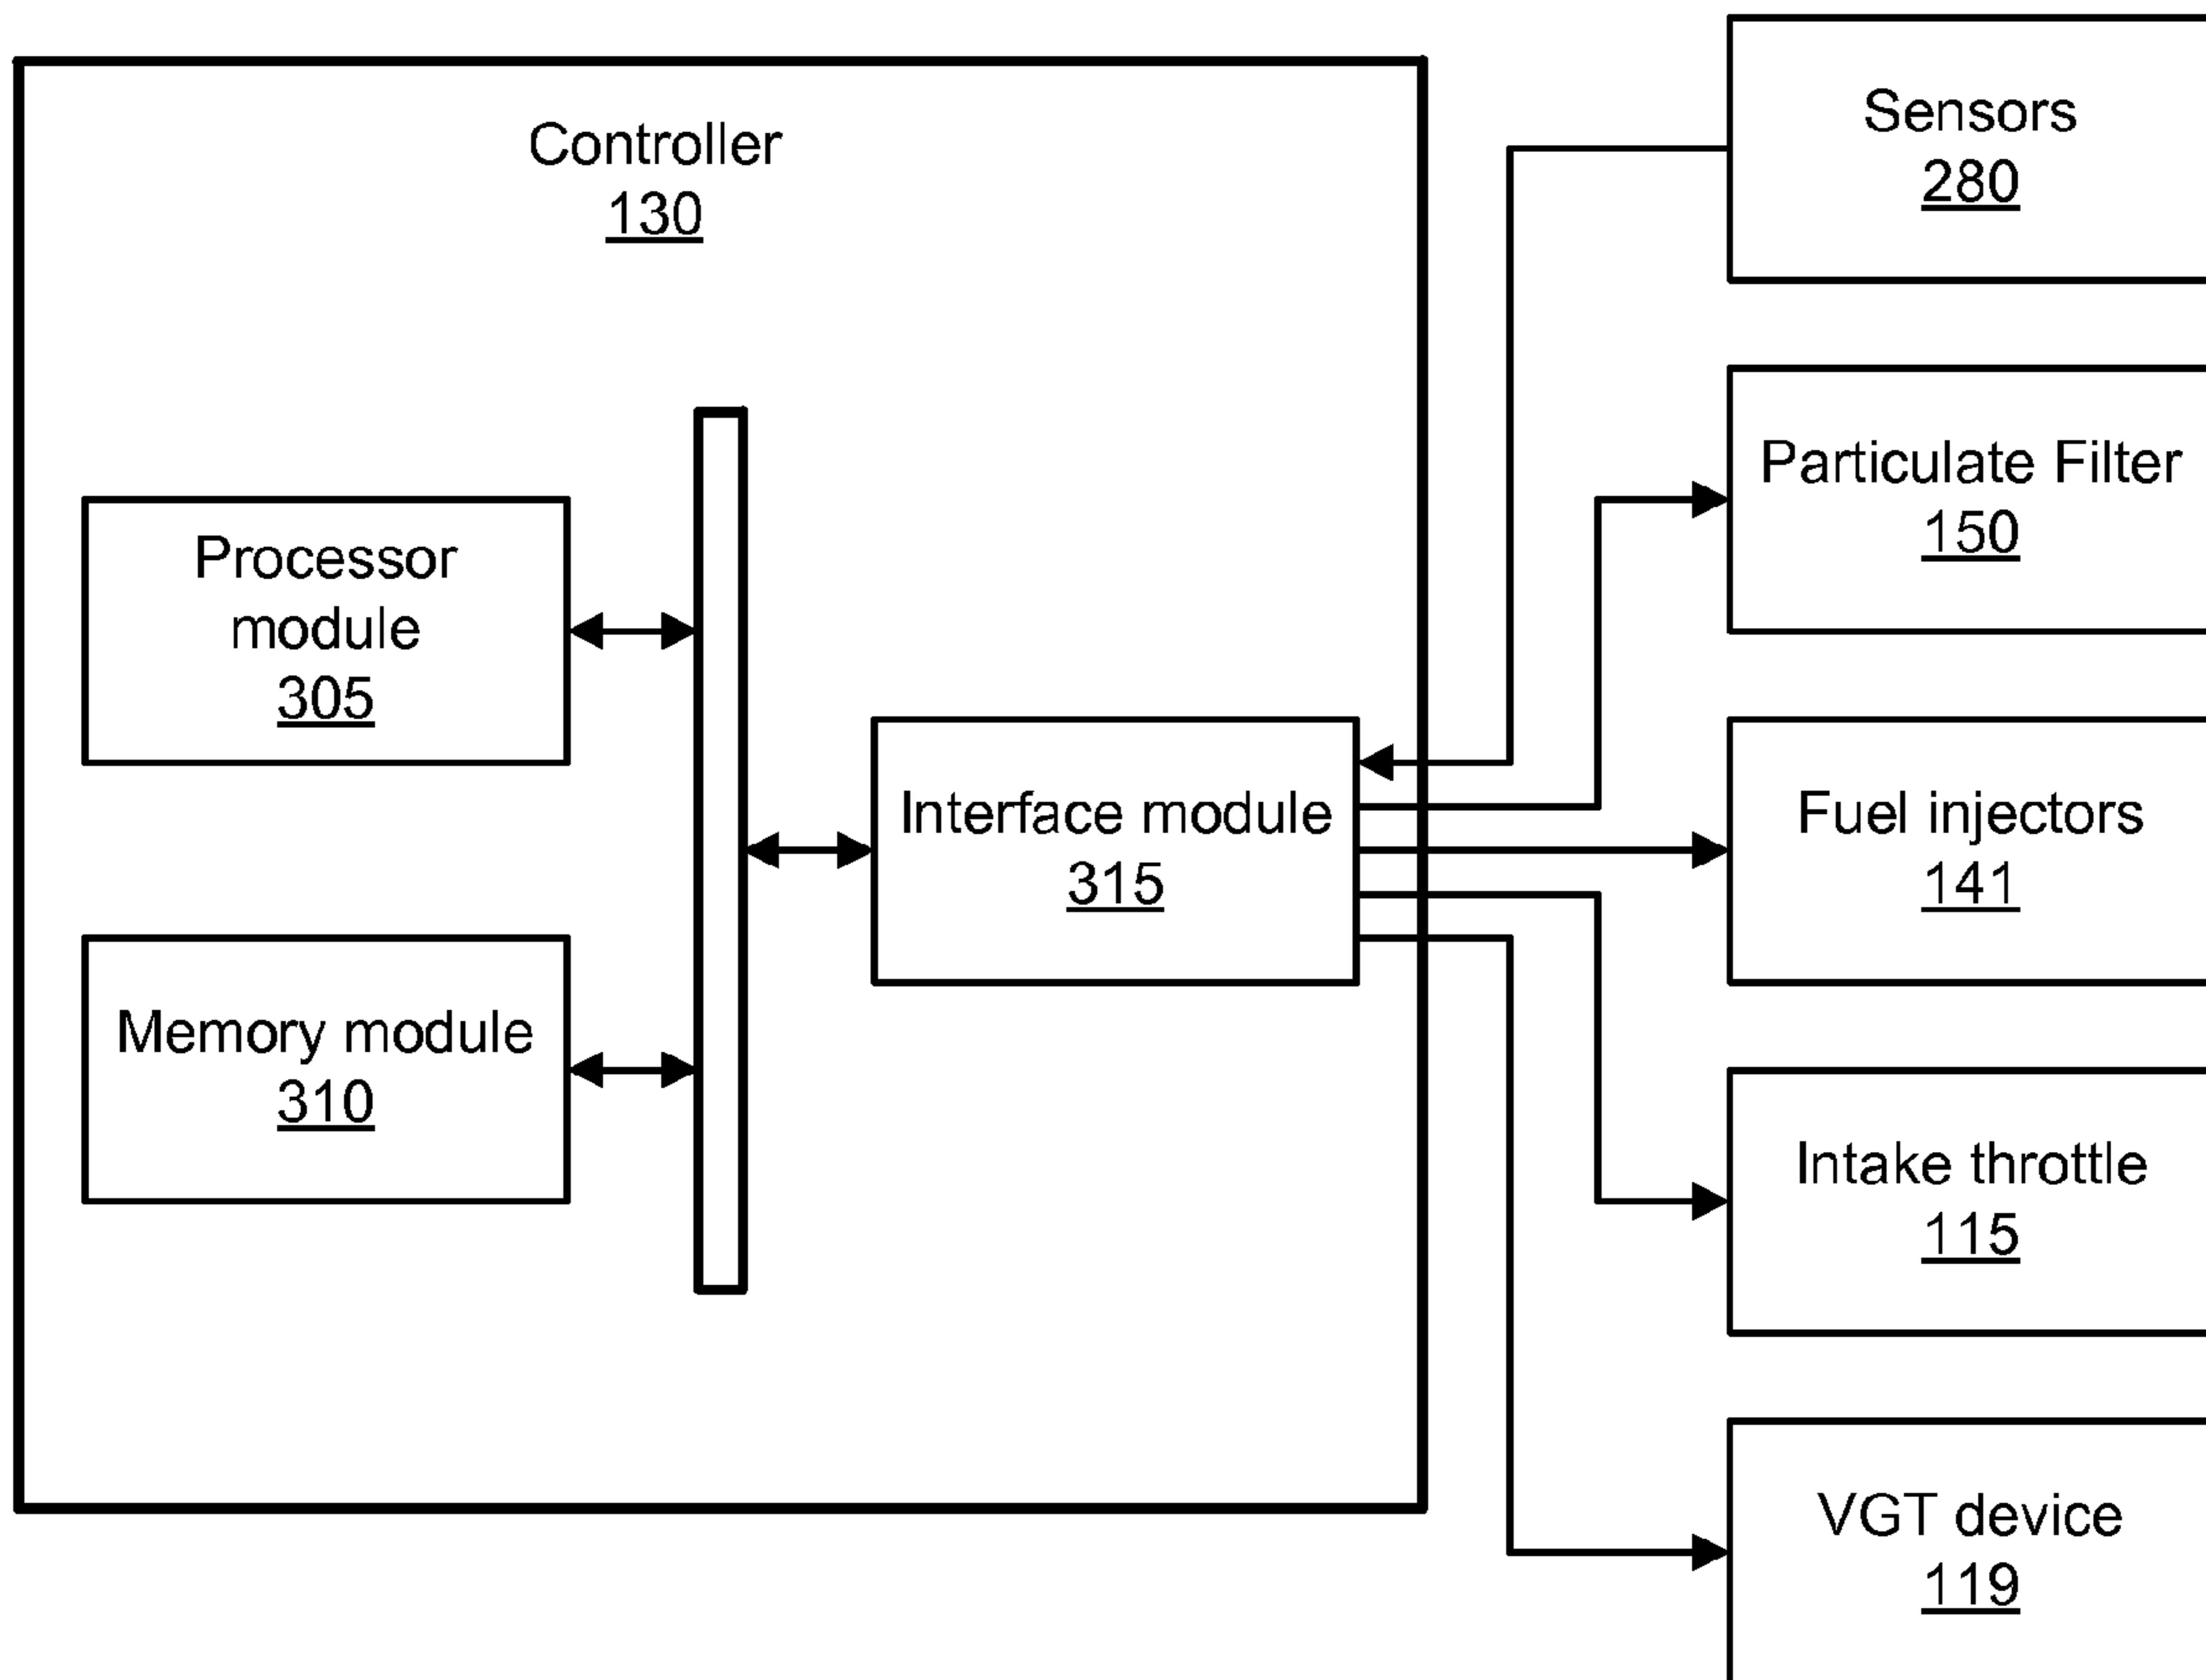 Controller
130
Processor
module
305
Memory module
310
Interface module
315
Sensors
280
Particulate Filter
150
Fuel injectors
141
Intake throttle
115
VGT device
119